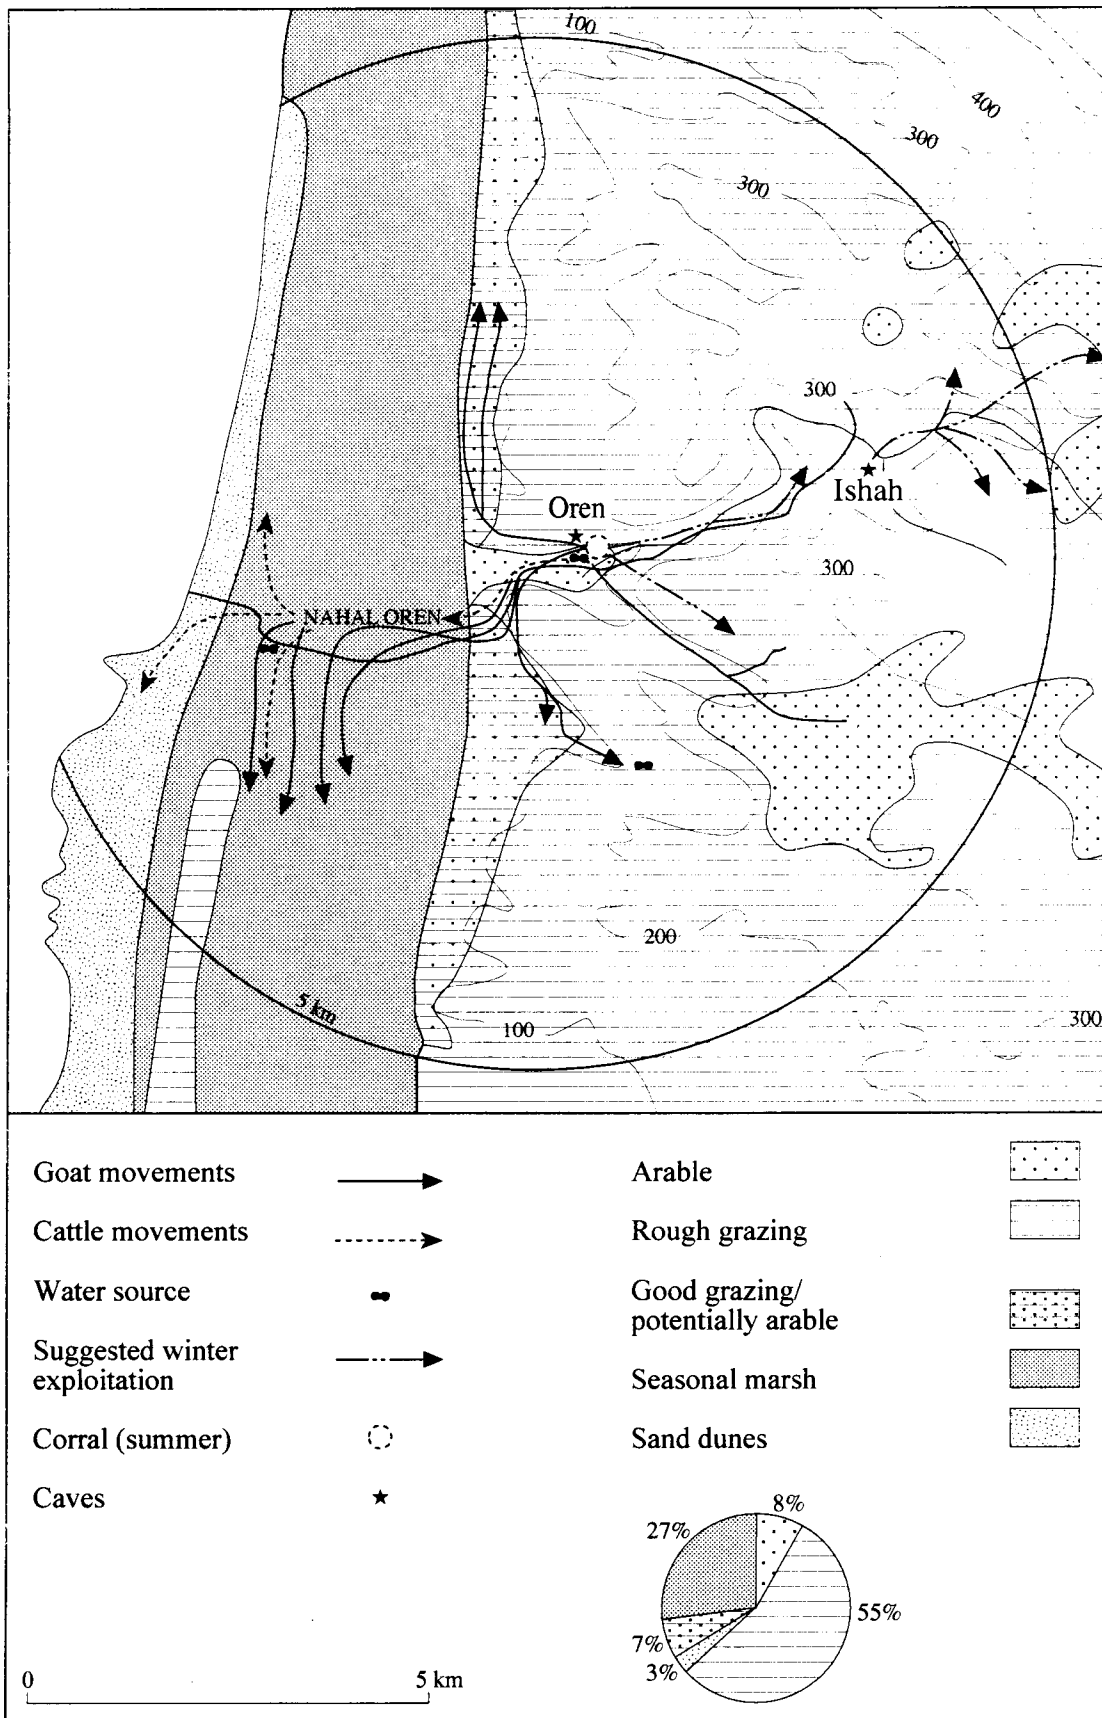 100
400
300
300
300
Ishah
Oren
300
NAHAL OREN
200
5 km
100
300
Goat movements
Cattle movements
Water source
Suggested winter
exploitation
Corral (summer)
Caves
Arable
Rough grazing
Good grazing/
potentially arable
Seasonal marsh
Sand dunes
8%
27%
55%
7%
3%
0
5 km